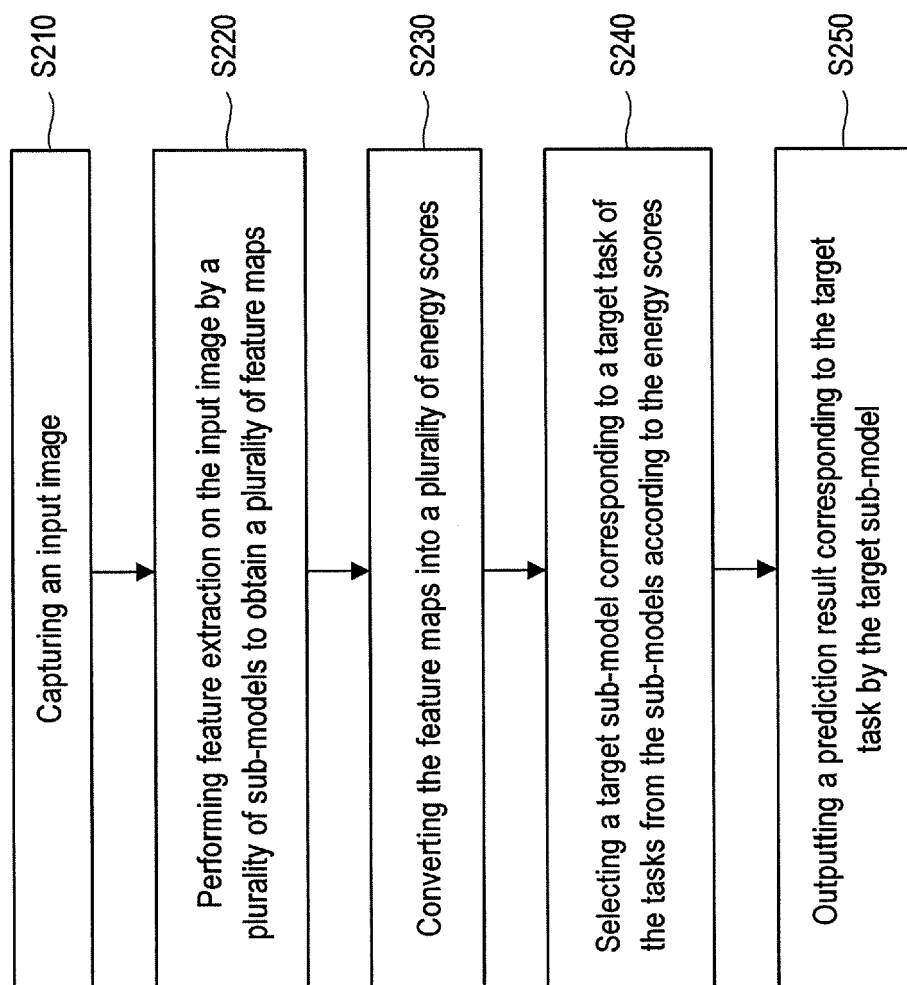 Capturing an input image
S210
Performing feature extraction on the input image by a
plurality of sub-models to obtain a plurality of feature maps
S220
Converting the feature maps into a plurality of energy scores
S230
Selecting a target sub-model corresponding to a target task of
the tasks from the sub-models according to the energy scores
S240
Outputting a prediction result corresponding to the target
task by the target sub-model
S250